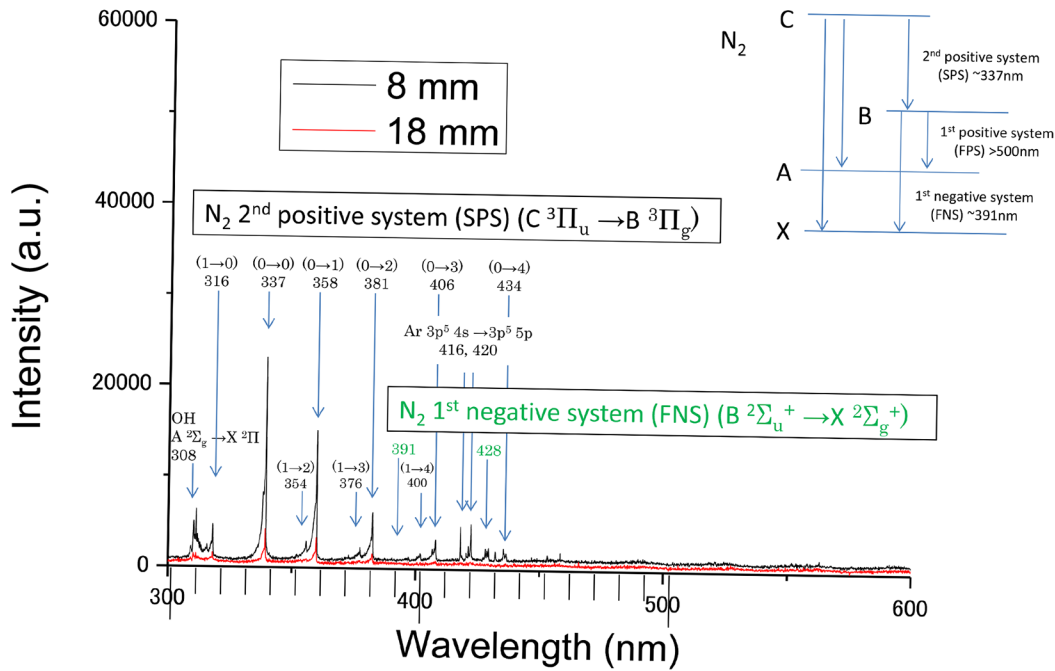 60000
40000
20000
0
Intensity (a.u.)
8 mm
18 mm
N₂
C
B
A
X
2nd positive system
(SPS) ~337nm
1st positive system
(FPS) >500nm
1st negative system
(FNS) ~391nm
N₂ 2ⁿᵈ positive system (SPS) (C ³Πᵤ →B ³Π_g)
(1→0) (0→0) (0→1) (0→2) (0→3) (0→4)
316 337 358 381 406 434
Ar 3p⁵ 4s →3p⁵ 5p
416, 420
N₂ 1ˢᵗ negative system (FNS) (B ²Σᵤ⁺ →X ²Σ_g⁺)
OH
A ²Σ_g →X ²Π
308
391 428
(1→2) (1→3) (1→4)
354 376 400
300 400 500 600
Wavelength (nm)